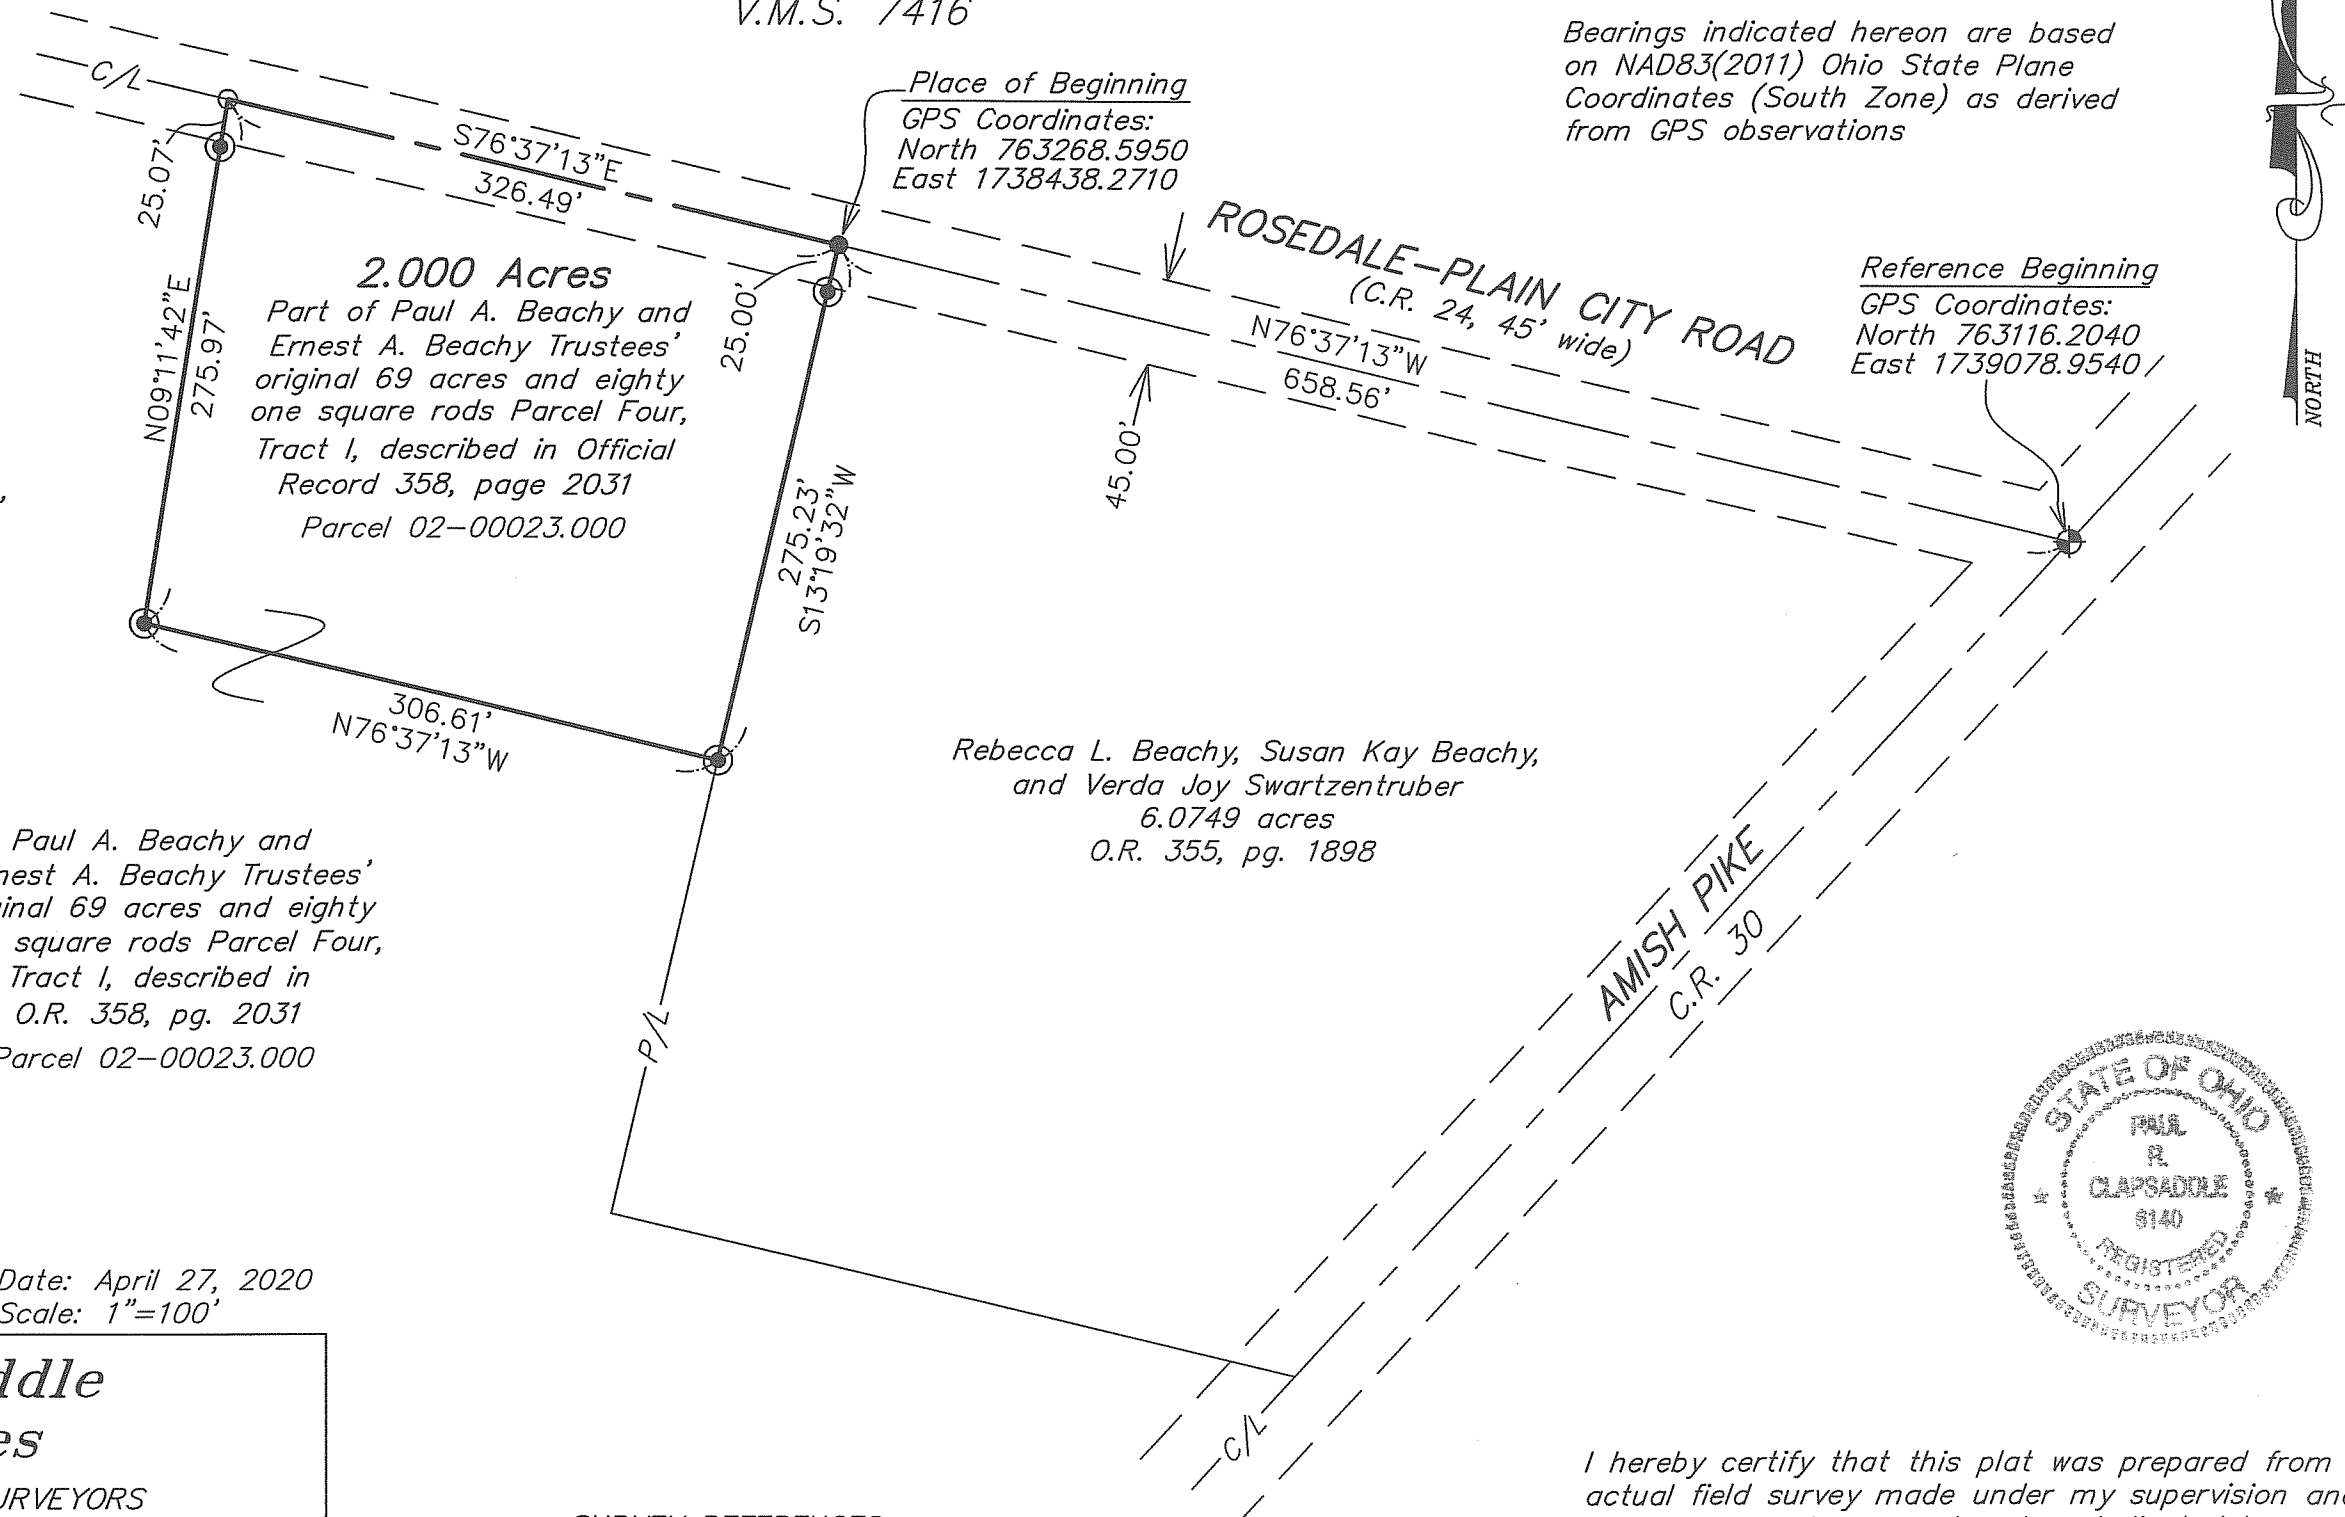 V.M.S. 7416
Bearings indicated hereon are based
on NAD83(2011) Ohio State Plane
Coordinates (South Zone) as derived
from GPS observations
NORTH
C/L
Place of Beginning
GPS Coordinates:
North 763268.5950
East 1738438.2710
S76°37'13"E
326.49'
25.07'
N09°11'42"E
275.97'
2.000 Acres
Part of Paul A. Beachy and
Ernest A. Beachy Trustees'
original 69 acres and eighty
one square rods Parcel Four,
Tract I, described in Official
Record 358, page 2031
Parcel 02-00023.000
25.00'
275.23'
S13°19'32"W
306.61'
N76°37'13"W
ROSEDALE-PLAIN CITY ROAD
(C.R. 24, 45' wide)
N76°37'13"W
658.56'
45.00'
Reference Beginning
GPS Coordinates:
North 763116.2040
East 1739078.9540
Rebecca L. Beachy, Susan Kay Beachy,
and Verda Joy Swartzentruber
6.0749 acres
O.R. 355, pg. 1898
Paul A. Beachy and
nest A. Beachy Trustees'
inal 69 acres and eighty
square rods Parcel Four,
Tract I, described in
O.R. 358, pg. 2031
Parcel 02-00023.000
P/L
AMISH PIKE
C.R. 30
C/L
STATE OF OHIO
PAUL
R.
CLAPSADDLE
8140
REGISTERED
SURVEYOR
Date: April 27, 2020
Scale: 1"=100'
ddle
es
URVEYORS
SURVEY REFERENCES
I hereby certify that this plat was prepared from
actual field survey made under my supervision and